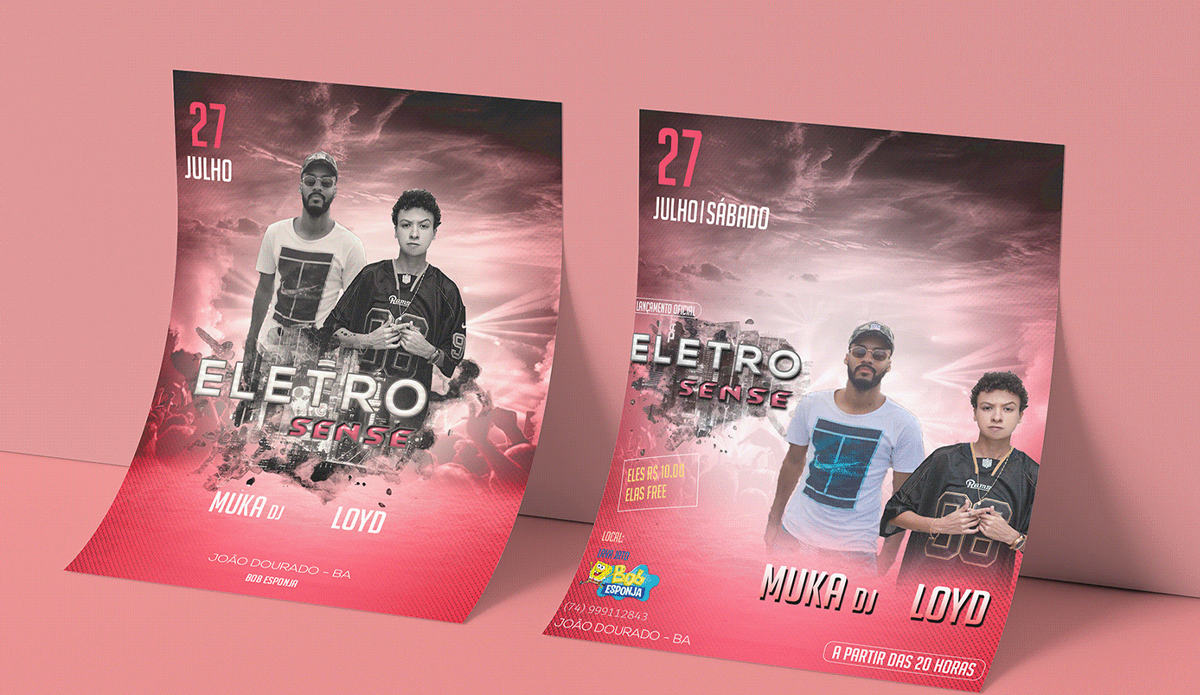 27
JULHO
Ramms
ELETRO
SENSE
MUKA DJ
LOYD
JOÃO DOURADO - BA
BOB ESPONJA
27
JULHO | SÁBADO
LANÇAMENTO OFICIAL
ELETRO
SENSE
ELES R$ 10,00
ELAS FREE
LOCAL:
Bob
ESPONJA
(74) 999112843
JOÃO DOURADO - BA
MUKA DJ
LOYD
A PARTIR DAS 20 HORAS